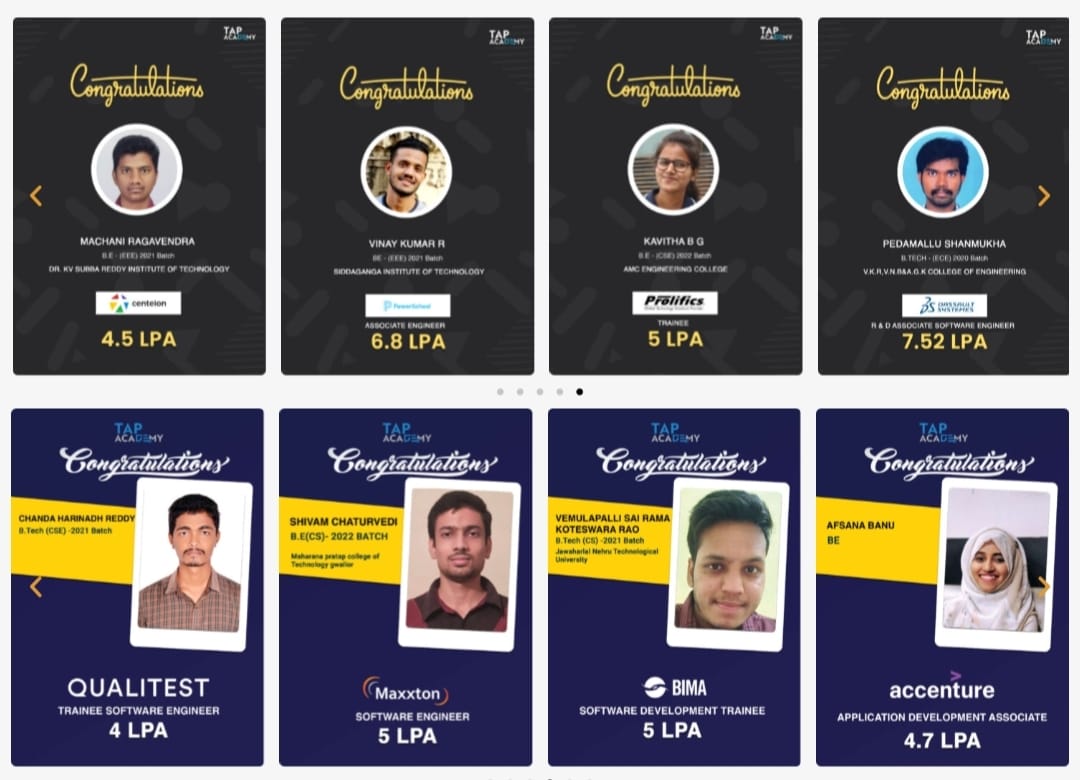 TAP
ACADEMY
Congratulations
MACHANI RAGAVENDRA
B.E - (EEE) 2021 Batch
DR. KV SUBBA REDDY INSTITUTE OF TECHNOLOGY
centelon
4.5 LPA
TAP
ACADEMY
Congratulations
VINAY KUMAR R
BE - (EEE) 2021 Batch
SIDDAGANGA INSTITUTE OF TECHNOLOGY
PowerSchool
ASSOCIATE ENGINEER
6.8 LPA
TAP
ACADEMY
Congratulations
KAVITHA B G
B.E - (CSE) 2022 Batch
AMC ENGINEERING COLLEGE
Prolifics
TRAINEE
5 LPA
TAP
ACADEMY
Congratulations
PEDAMALLU SHANMUKHA
B.TECH - (ECE) 2020 Batch
V.K.R,V.N.B&A.G.K COLLEGE OF ENGINEERING
DASSAULT
SYSTEMES
R & D ASSOCIATE SOFTWARE ENGINEER
7.52 LPA
TAP
ACADEMY
Congratulations
CHANDA HARINADH REDDY
B.Tech (CSE) -2021 Batch
QUALITEST
TRAINEE SOFTWARE ENGINEER
4 LPA
TAP
ACADEMY
Congratulations
SHIVAM CHATURVEDI
B.E(CS)- 2022 BATCH
Maharana pratap college of
Technology gwalior
Maxxton
SOFTWARE ENGINEER
5 LPA
TAP
ACADEMY
Congratulations
VEMULAPALLI SAI RAMA
KOTESWARA RAO
B.Tech (CS) -2021 Batch
Jawaharlal Nehru Technological
University
BIMA
SOFTWARE DEVELOPMENT TRAINEE
5 LPA
TAP
ACADEMY
Congratulations
AFSANA BANU
BE
accenture
APPLICATION DEVELOPMENT ASSOCIATE
4.7 LPA